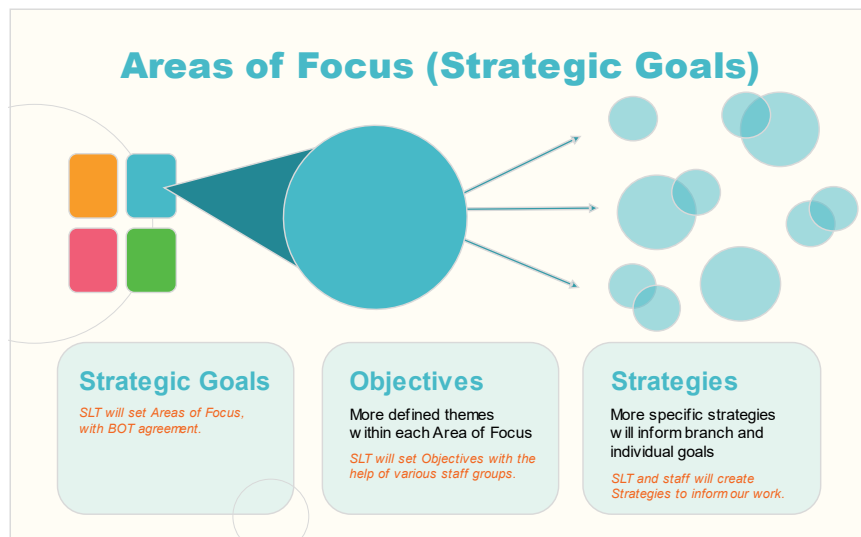 Areas of Focus (Strategic Goals)
Strategic Goals
SLT will set Areas of Focus,
with BOT agreement.
Objectives
More defined themes
within each Area of Focus
SLT will set Objectives with the
help of various staff groups.
Strategies
More specific strategies
will inform branch and
individual goals
SLT and staff will create
Strategies to inform our work.